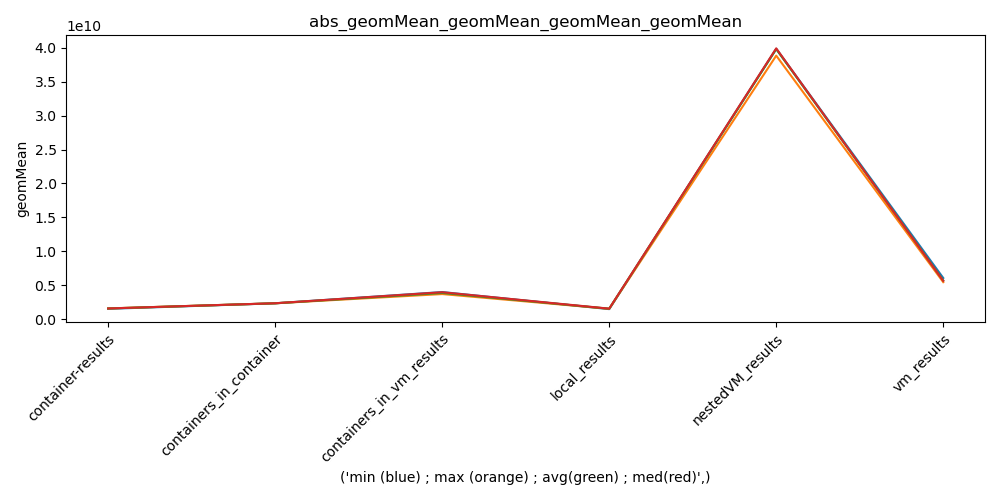 abs_geomMean_geomMean_geomMean_geomMean
1e10
4.0
3.5
3.0
2.5
2.0
1.5
1.0
0.5
0.0
geomMean
container-results
containers_in_container
containers_in_vm_results
local_results
nestedVM_results
vm_results
('min (blue) ; max (orange) ; avg(green) ; med(red)',)